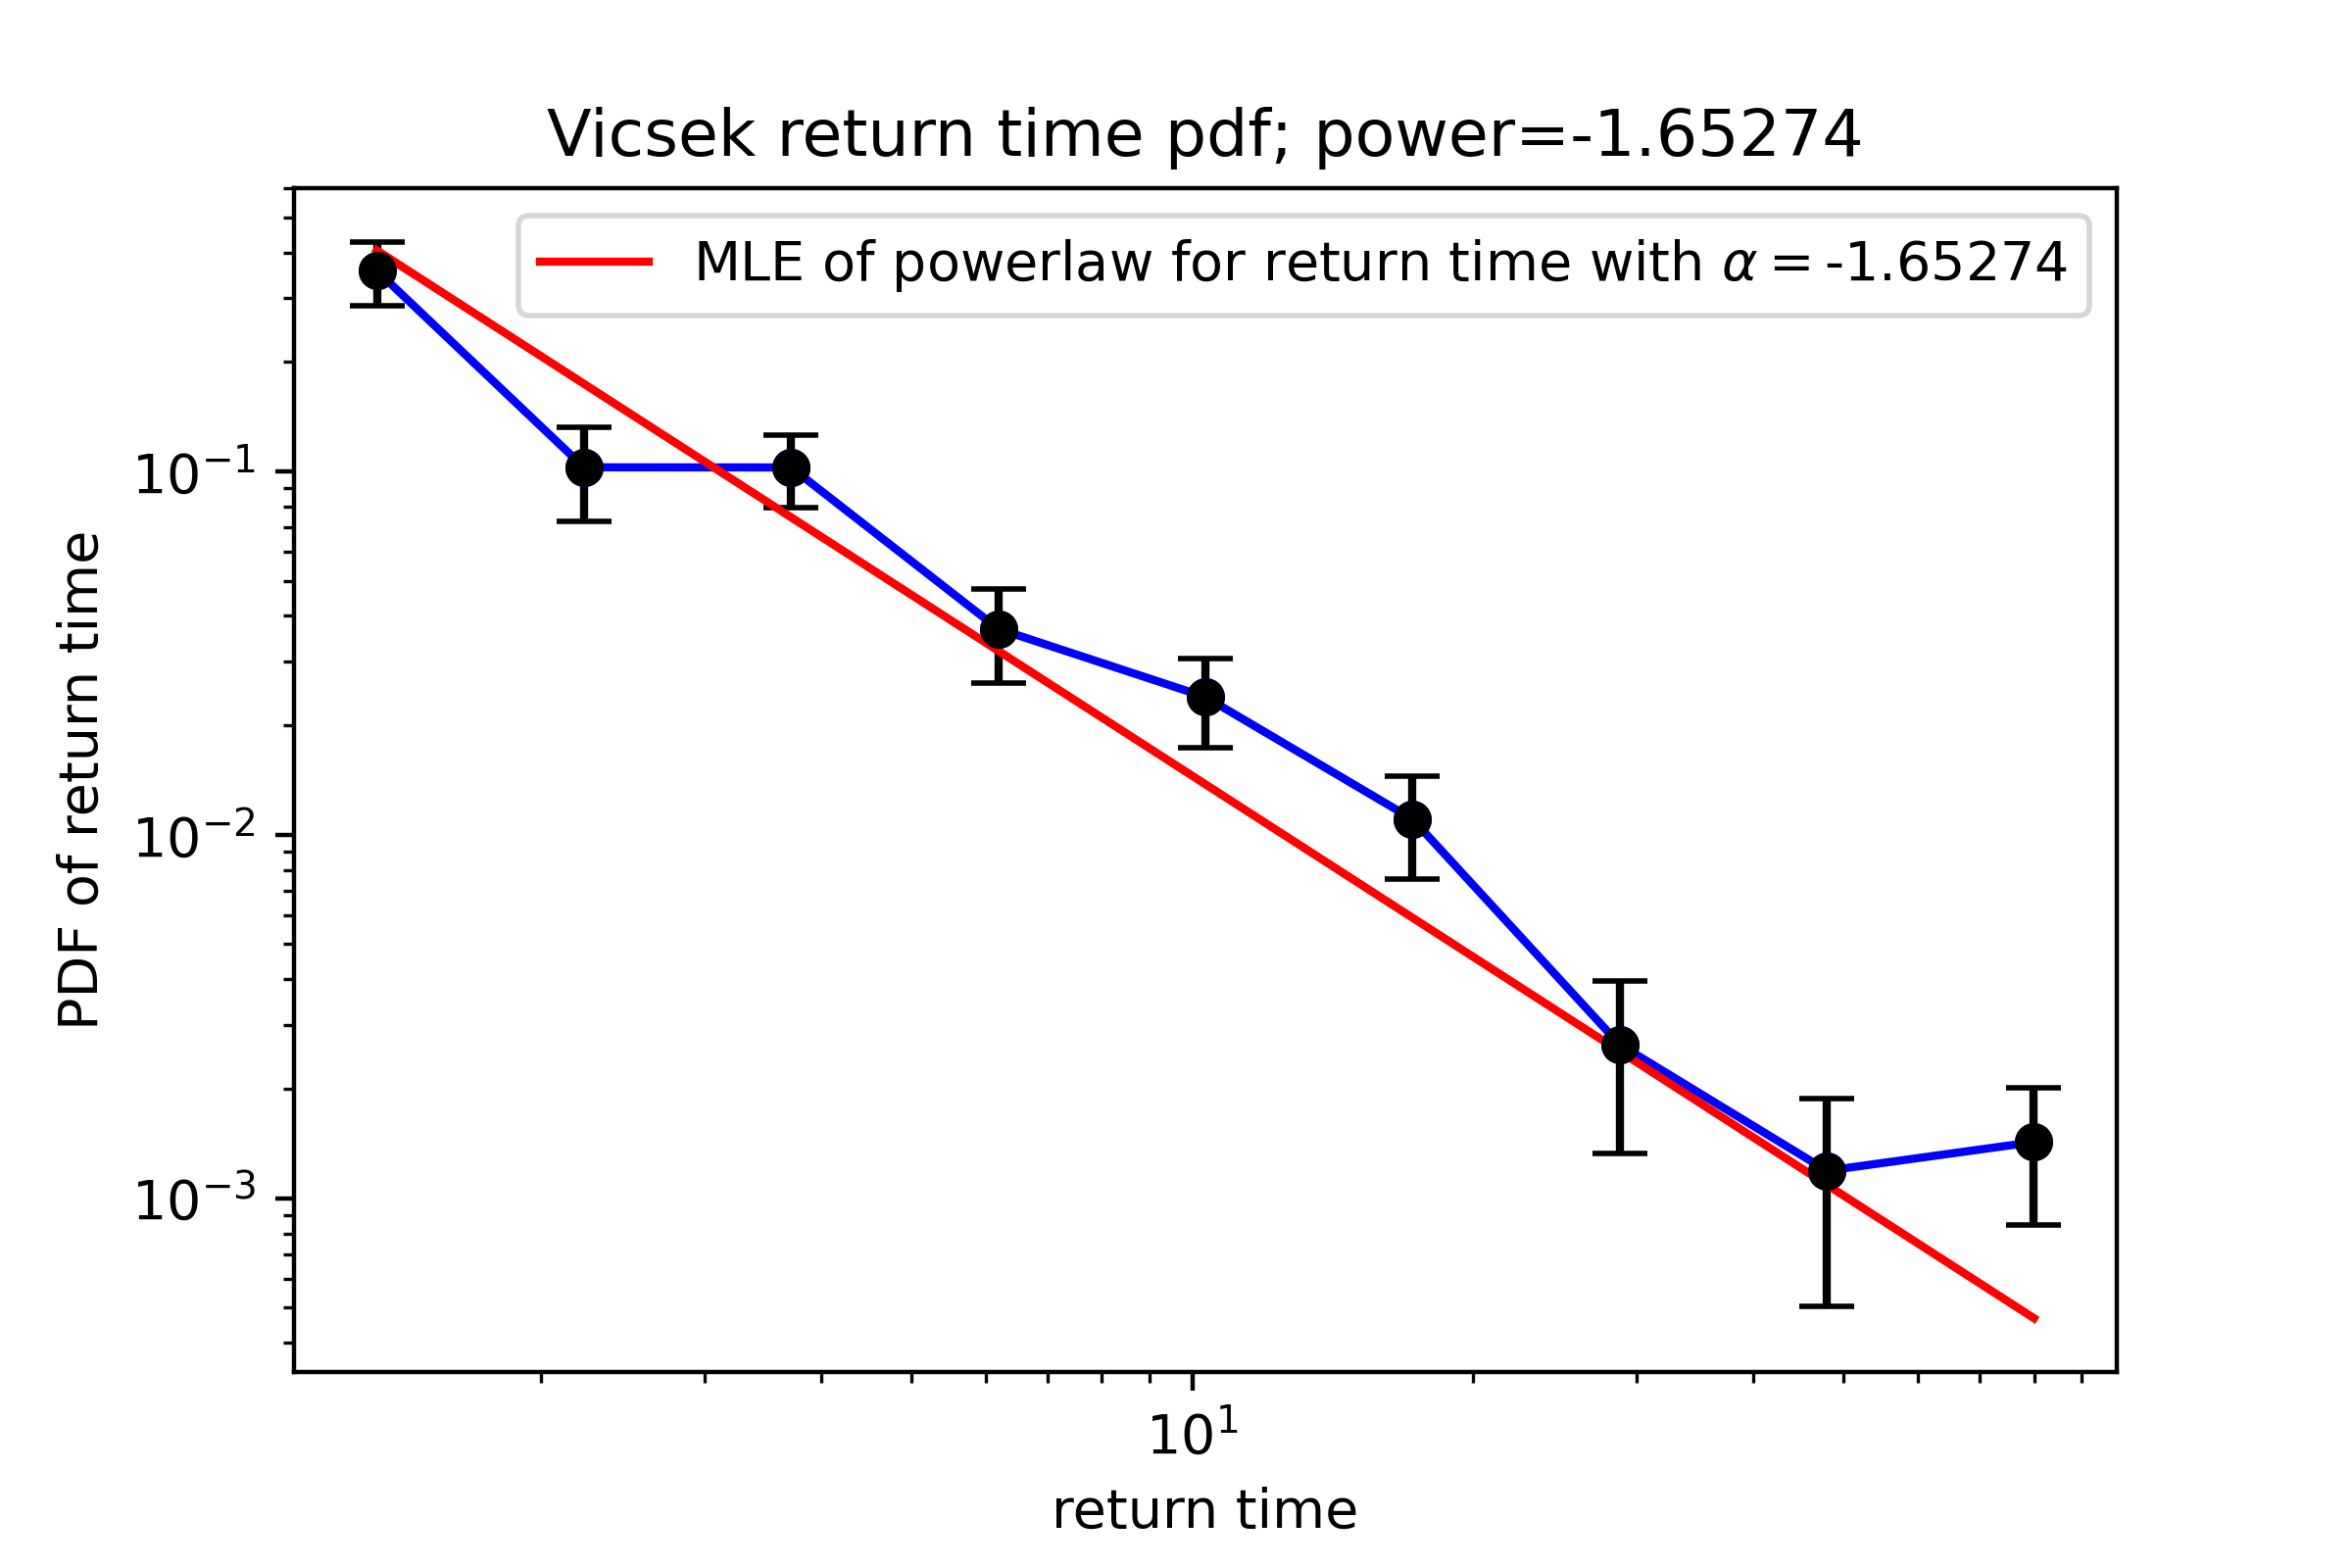 Vicsek return time pdf; power=-1.65274
MLE of powerlaw for return time with α = -1.65274
PDF of return time
10⁻¹
10⁻²
10⁻³
10¹
return time